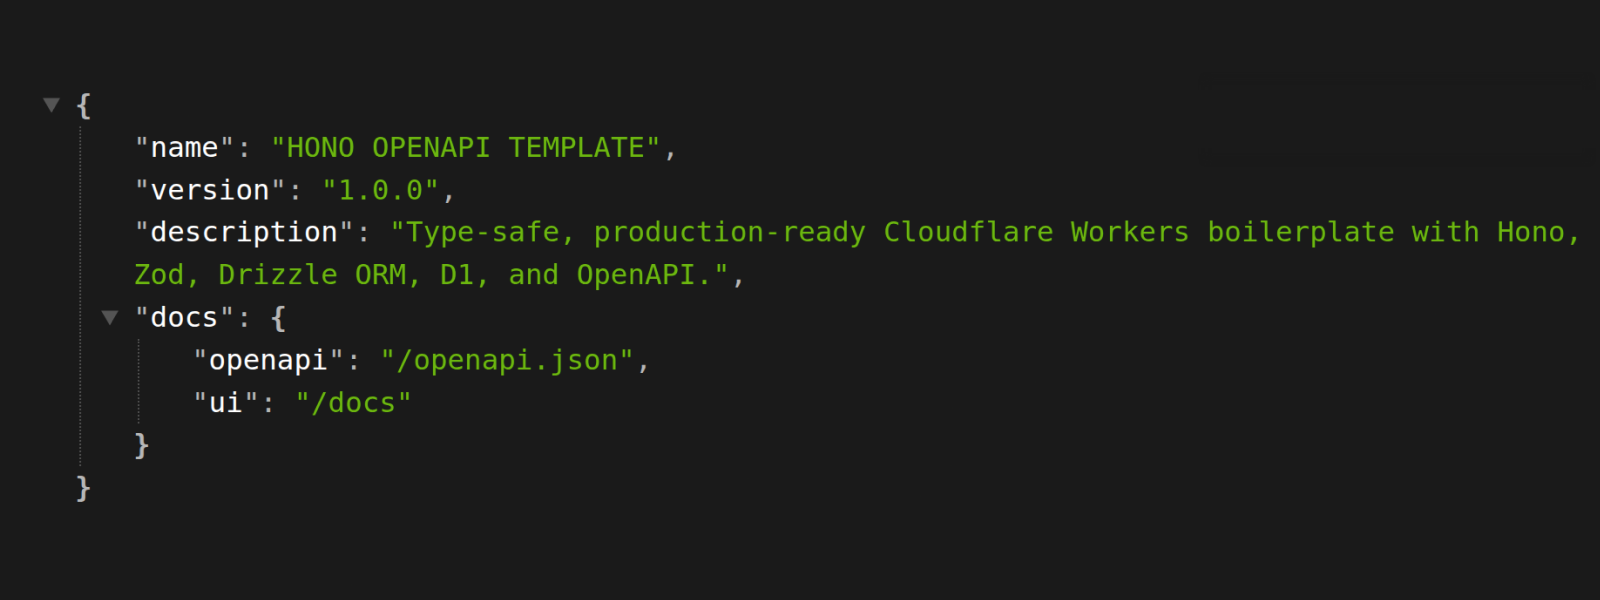 {
"name": "HONO OPENAPI TEMPLATE",
"version": "1.0.0",
"description": "Type-safe, production-ready Cloudflare Workers boilerplate with Hono,
Zod, Drizzle ORM, D1, and OpenAPI.",
"docs": {
"openapi": "/openapi.json",
"ui": "/docs"
}
}